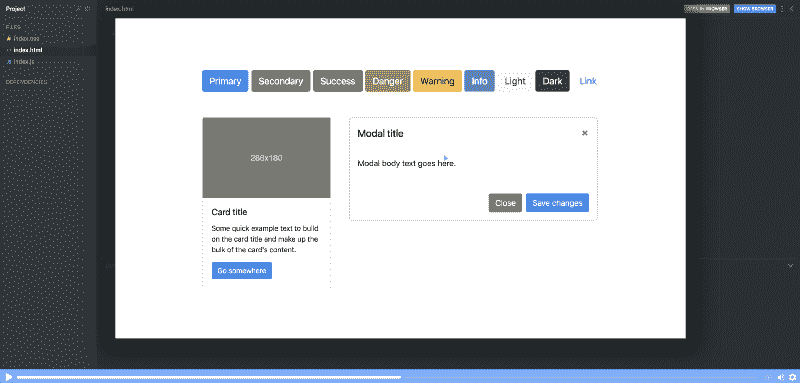 Project
index.html
OPEN IN BROWSER
SHOW BROWSER
FILES
index.css
index.html
index.js
DEPENDENCIES
Primary
Secondary
Success
Danger
Warning
Info
Light
Dark
Link
286x180
Card title
Some quick example text to build
on the card title and make up the
bulk of the card's content.
Go somewhere
Modal title
Modal body text goes here.
Close
Save changes